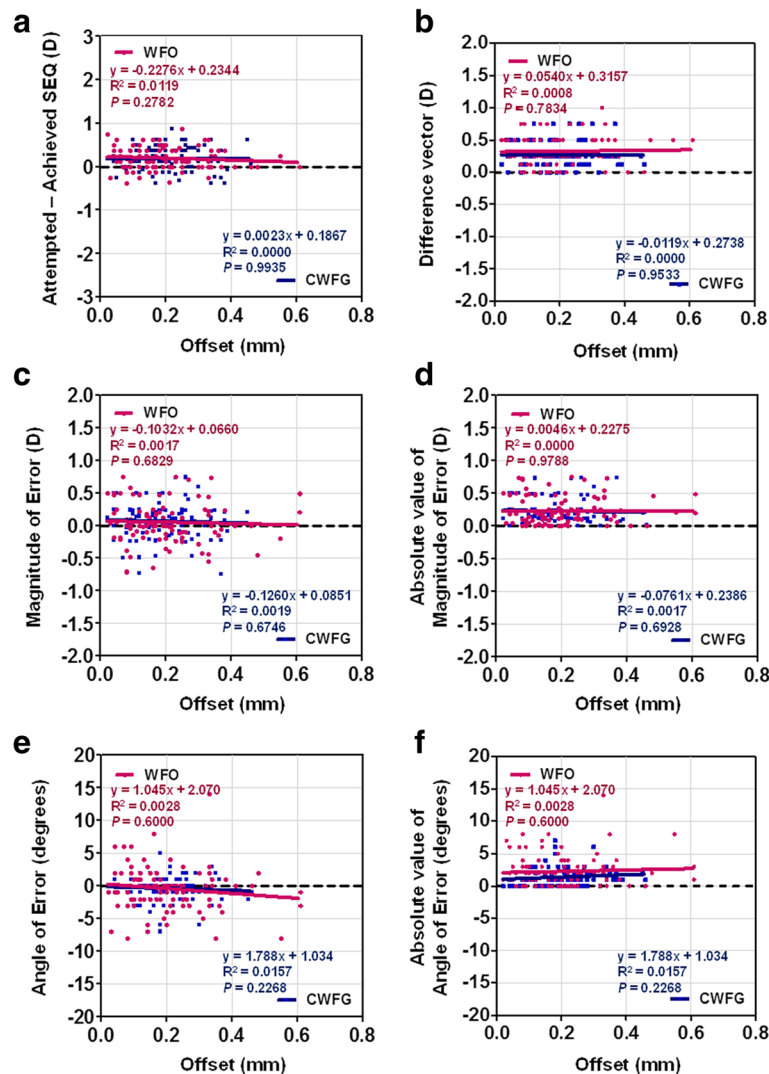 a
Attempted – Achieved SEQ (D)
3
2
1
0
-1
-2
-3
WFO
y = -0.2276x + 0.2344
R² = 0.0119
P = 0.2782
y = 0.0023x + 0.1867
R² = 0.0000
P = 0.9935
CWFG
0.0 0.2 0.4 0.6 0.8
Offset (mm)
b
Difference vector (D)
2.0
1.5
1.0
0.5
0.0
-0.5
-1.0
-1.5
-2.0
WFO
y = 0.0540x + 0.3157
R² = 0.0008
P = 0.7834
y = -0.0119x + 0.2738
R² = 0.0000
P = 0.9533
CWFG
0.0 0.2 0.4 0.6 0.8
Offset (mm)
c
Magnitude of Error (D)
2.0
1.5
1.0
0.5
0.0
-0.5
-1.0
-1.5
-2.0
WFO
y = -0.1032x + 0.0660
R² = 0.0017
P = 0.6829
y = -0.1260x + 0.0851
R² = 0.0019
P = 0.6746
CWFG
0.0 0.2 0.4 0.6 0.8
Offset (mm)
d
Absolute value of
Magnitude of Error (D)
2.0
1.5
1.0
0.5
0.0
-0.5
-1.0
-1.5
-2.0
WFO
y = 0.0046x + 0.2275
R² = 0.0000
P = 0.9788
y = -0.0761x + 0.2386
R² = 0.0017
P = 0.6928
CWFG
0.0 0.2 0.4 0.6 0.8
Offset (mm)
e
Angle of Error (degrees)
20
15
10
5
0
-5
-10
-15
-20
WFO
y = 1.045x + 2.070
R² = 0.0028
P = 0.6000
y = 1.788x + 1.034
R² = 0.0157
P = 0.2268
CWFG
0.0 0.2 0.4 0.6 0.8
Offset (mm)
f
Absolute value of
Angle of Error (degrees)
20
15
10
5
0
-5
-10
-15
-20
WFO
y = 1.045x + 2.070
R² = 0.0028
P = 0.6000
y = 1.788x + 1.034
R² = 0.0157
P = 0.2268
CWFG
0.0 0.2 0.4 0.6 0.8
Offset (mm)